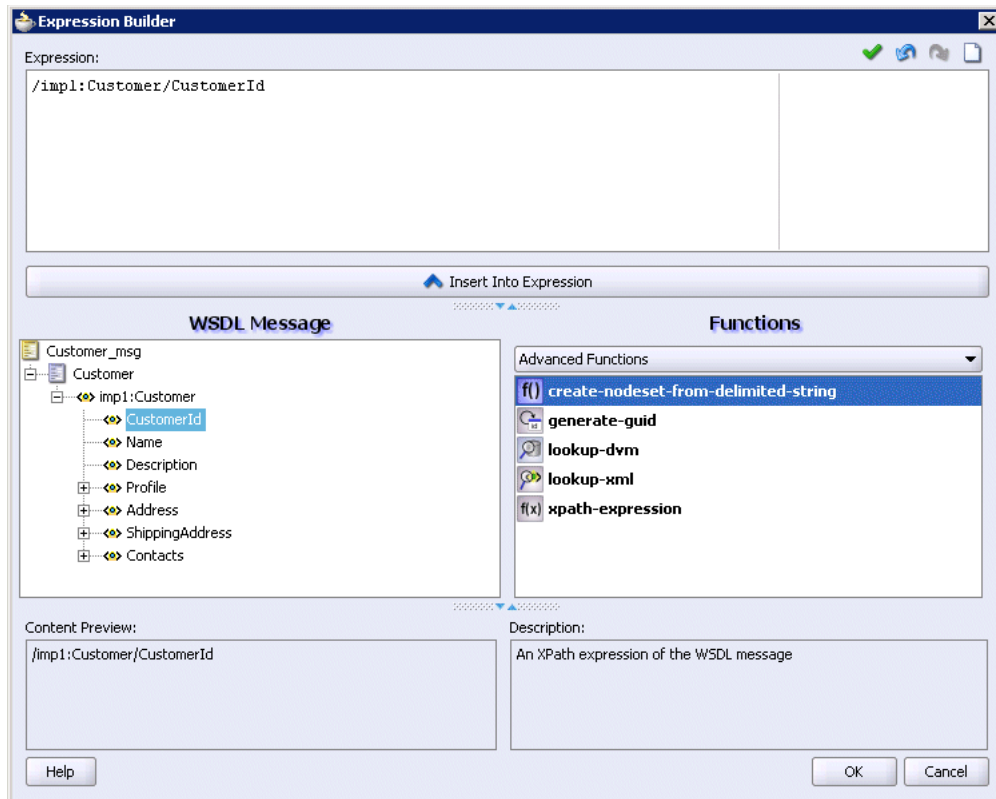 Expression Builder
Expression:
/imp1:Customer/CustomerId
Insert Into Expression
WSDL Message
Functions
Customer_msg
Customer
imp1:Customer
CustomerId
Name
Description
Profile
Address
ShippingAddress
Contacts
Advanced Functions
f() create-nodeset-from-delimited-string
generate-guid
lookup-dvm
lookup-xml
f(x) xpath-expression
Content Preview:
/imp1:Customer/CustomerId
Description:
An XPath expression of the WSDL message
Help
OK
Cancel